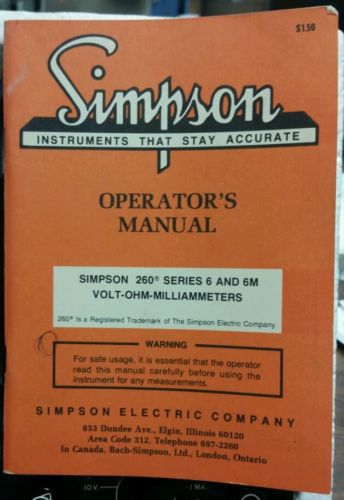 $1.50
Simpson
INSTRUMENTS THAT STAY ACCURATE
OPERATOR'S
MANUAL
SIMPSON 260® SERIES 6 AND 6M
VOLT-OHM-MILLIAMMETERS
260® Is a Registered Trademark of The Simpson Electric Company
WARNING
For safe usage, it is essential that the operator
read this manual carefully before using the
instrument for any measurements.
SIMPSON ELECTRIC COMPANY
853 Dundee Ave., Elgin, Illinois 60120
Area Code 312, Telephone 697-2260
In Canada, Bach-Simpson, Ltd., London, Ontario
10V
1 MA